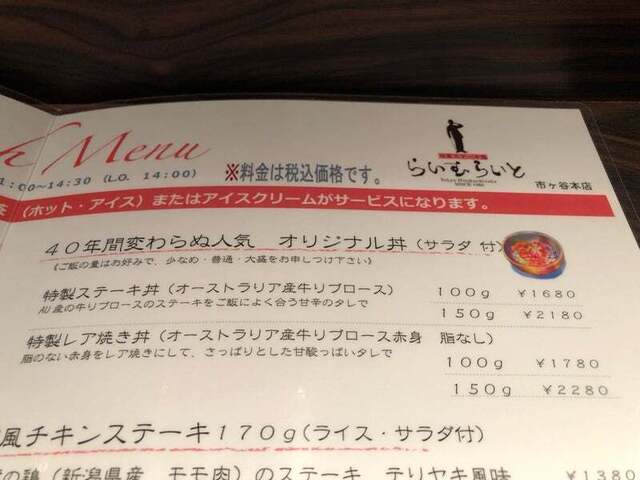 Menu
1:00~14:30 (LO. 14:00)
※料金は税込価格です。
らいむらいと
SINCE 1986
市ヶ谷本店
(ホット・アイス)またはアイスクリームがサービスになります。
40年間変わらぬ人気 オリジナル丼(サラダ 付)
(ご飯の量はお好みで、少なめ・普通・大盛をお申しつけ下さい)
特製ステーキ丼(オーストラリア産牛リブロース) 100g ¥1680
AU産の牛リブロースのステーキをご飯によく合う甘辛のタレで
150g ¥2180
特製レア焼き丼(オーストラリア産牛リブロース赤身 脂なし)
脂のない赤身をレア焼きにして、さっぱりとした甘酸っぱいタレで
100g ¥1780
150g ¥2280
風チキンステーキ170g(ライス・サラダ付)
の鶏(新潟県産 モモ肉)のステーキ テリヤキ風味 ¥1380